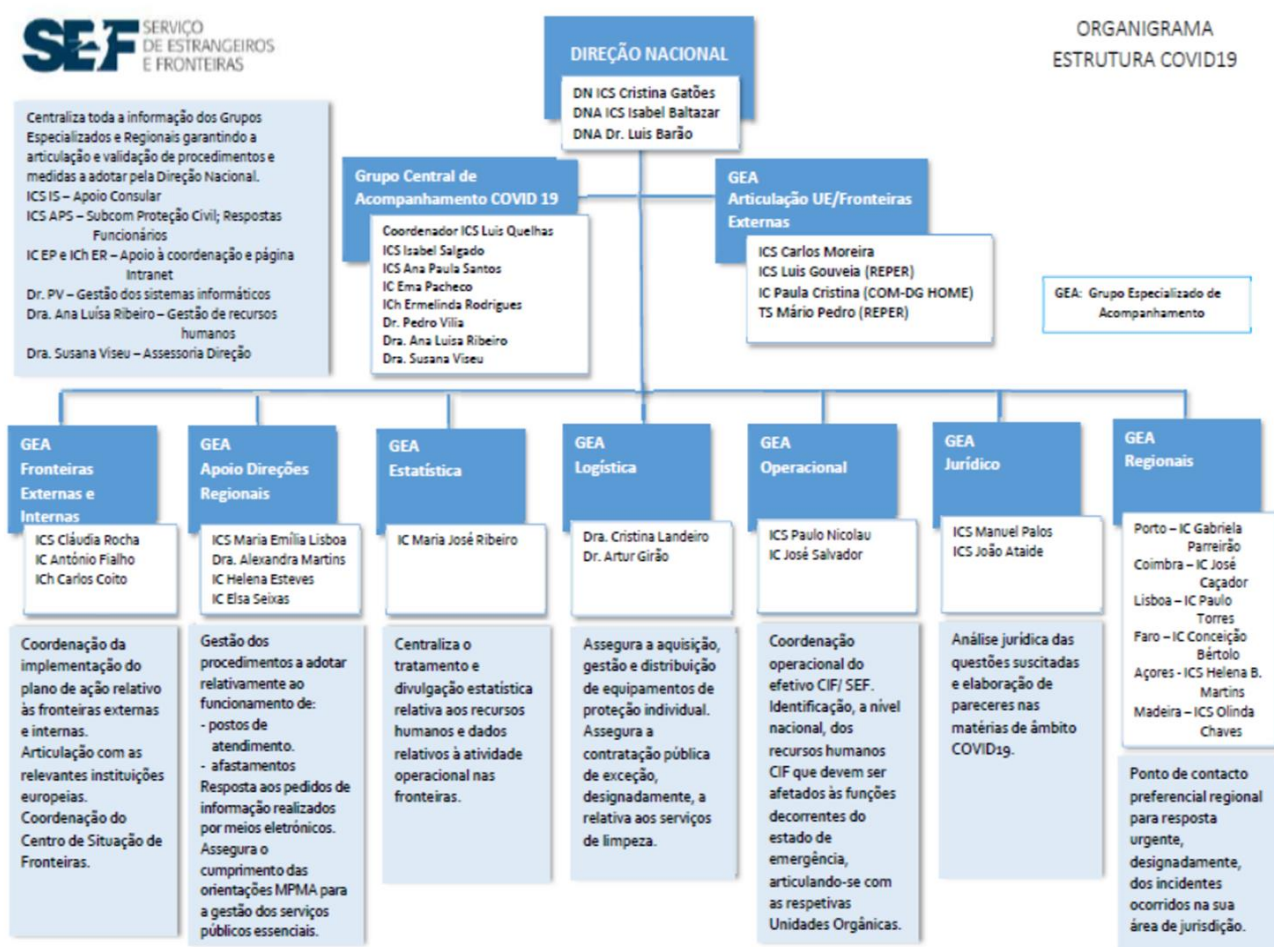 SEF SERVIÇO
DE ESTRANGEIROS
E FRONTEIRAS
ORGANIGRAMA
ESTRUTURA COVID19
DIREÇÃO NACIONAL
DN ICS Cristina Gatões
DNA ICS Isabel Baltazar
DNA Dr. Luis Barão
Centraliza toda a informação dos Grupos
Especializados e Regionais garantindo a
articulação e validação de procedimentos e
medidas a adotar pela Direção Nacional.
ICS IS – Apoio Consular
ICS APS – Subcom Proteção Civil; Respostas
Funcionários
IC EP e ICh ER – Apoio à coordenação e página
Intranet
Dr. PV – Gestão dos sistemas informáticos
Dra. Ana Luísa Ribeiro – Gestão de recursos
humanos
Dra. Susana Viseu – Assessoria Direção
Grupo Central de
Acompanhamento COVID 19
Coordenador ICS Luis Quelhas
ICS Isabel Salgado
ICS Ana Paula Santos
IC Ema Pacheco
ICh Ermelinda Rodrigues
Dr. Pedro Vilia
Dra. Ana Luisa Ribeiro
Dra. Susana Viseu
GEA
Articulação UE/Fronteiras
Externas
ICS Carlos Moreira
ICS Luis Gouveia (REPER)
IC Paula Cristina (COM-DG HOME)
TS Mário Pedro (REPER)
GEA: Grupo Especializado de
Acompanhamento
GEA
Fronteiras
Externas e
Internas
ICS Cláudia Rocha
IC António Fialho
ICh Carlos Coito
Coordenação da
implementação do
plano de ação relativo
às fronteiras externas
e internas.
Articulação com as
relevantes instituições
europeias.
Coordenação do
Centro de Situação de
Fronteiras.
GEA
Apoio Direções
Regionais
ICS Maria Emília Lisboa
Dra. Alexandra Martins
IC Helena Esteves
IC Elsa Seixas
Gestão dos
procedimentos a adotar
relativamente ao
funcionamento de:
- postos de
atendimento.
- afastamentos
Resposta aos pedidos de
informação realizados
por meios eletrónicos.
Assegura o
cumprimento das
orientações MPMA para
a gestão dos serviços
públicos essenciais.
GEA
Estatística
IC Maria José Ribeiro
Centraliza o
tratamento e
divulgação estatística
relativa aos recursos
humanos e dados
relativos à atividade
operacional nas
fronteiras.
GEA
Logística
Dra. Cristina Landeiro
Dr. Artur Girão
Assegura a aquisição,
gestão e distribuição
de equipamentos de
proteção individual.
Assegura a
contratação pública
de exceção,
designadamente, a
relativa aos serviços
de limpeza.
GEA
Operacional
ICS Paulo Nicolau
IC José Salvador
Coordenação
operacional do
efetivo CIF/ SEF.
Identificação, a nível
nacional, dos
recursos humanos
CIF que devem ser
afetados às funções
decorrentes do
estado de
emergência,
articulando-se com
as respetivas
Unidades Orgânicas.
GEA
Jurídico
ICS Manuel Palos
ICS João Ataide
Análise jurídica das
questões suscitadas
e elaboração de
pareceres nas
matérias de âmbito
COVID19.
GEA
Regionais
Porto – IC Gabriela
Parreirão
Coimbra – IC José
Caçador
Lisboa – IC Paulo
Torres
Faro – IC Conceição
Bértolo
Açores - ICS Helena B.
Martins
Madeira – ICS Olinda
Chaves
Ponto de contacto
preferencial regional
para resposta
urgente,
designadamente,
dos incidentes
ocorridos na sua
área de jurisdição.